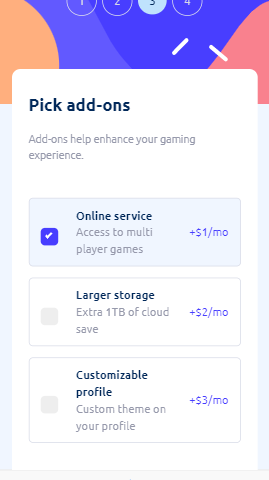 1 2 3 4
Pick add-ons
Add-ons help enhance your gaming
experience.
Online service
Access to multi
player games
+$1/mo
Larger storage
Extra 1TB of cloud
save
+$2/mo
Customizable
profile
Custom theme on
your profile
+$3/mo